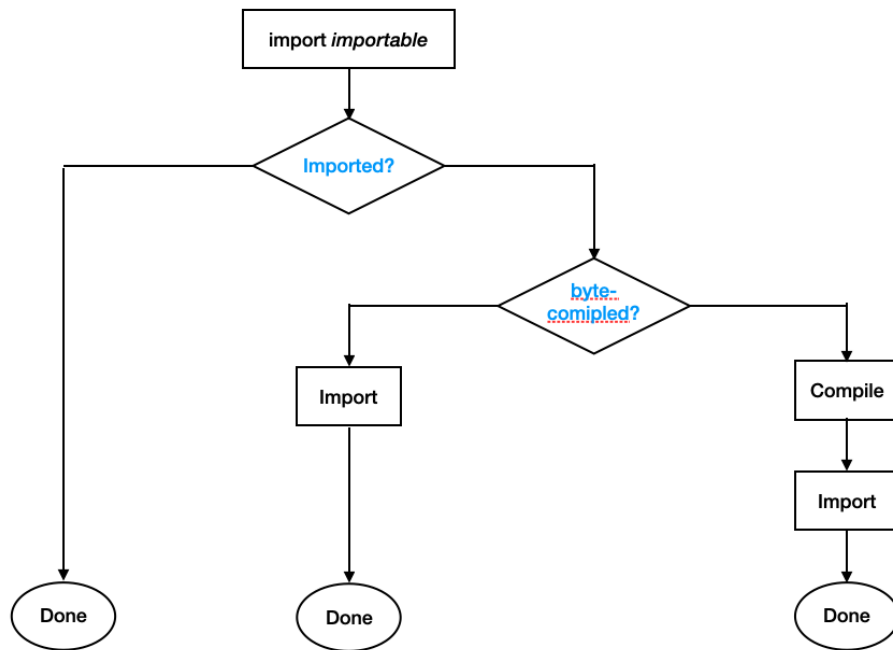 import importable
Imported?
byte-
comipled?
Import
Compile
Import
Done
Done
Done